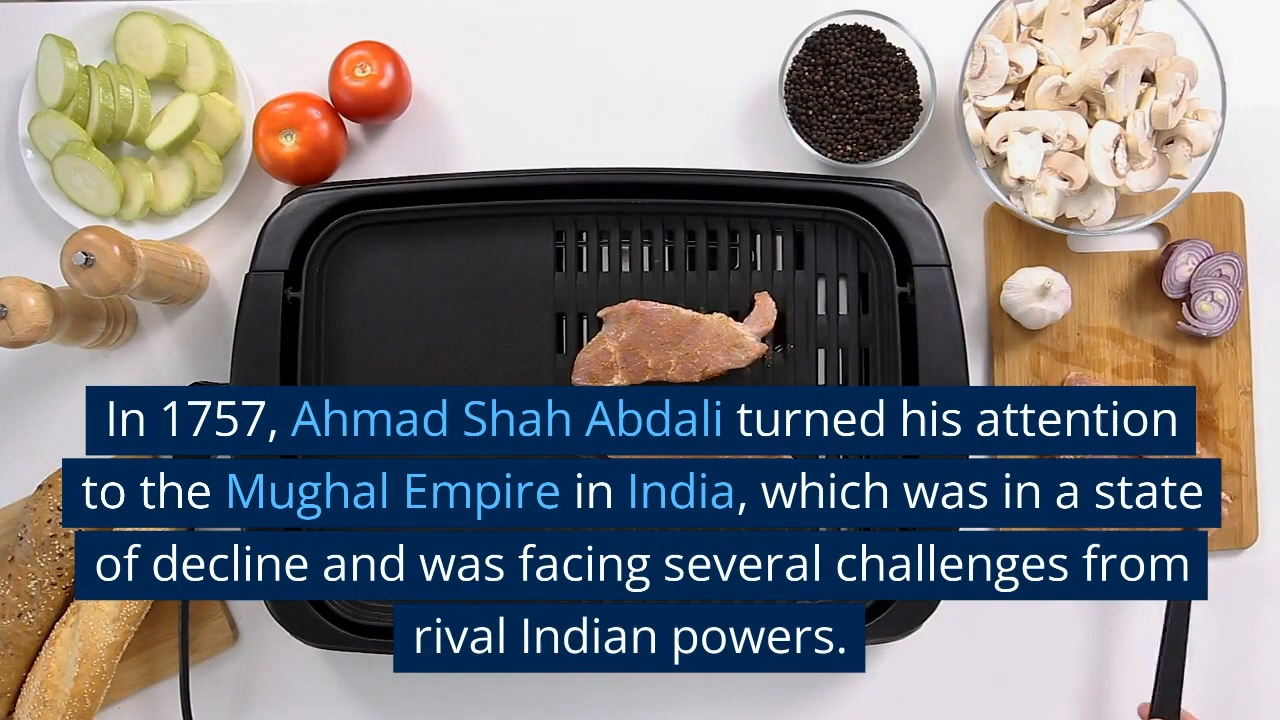 In 1757, Ahmad Shah Abdali turned his attention
to the Mughal Empire in India, which was in a state
of decline and was facing several challenges from
rival Indian powers.